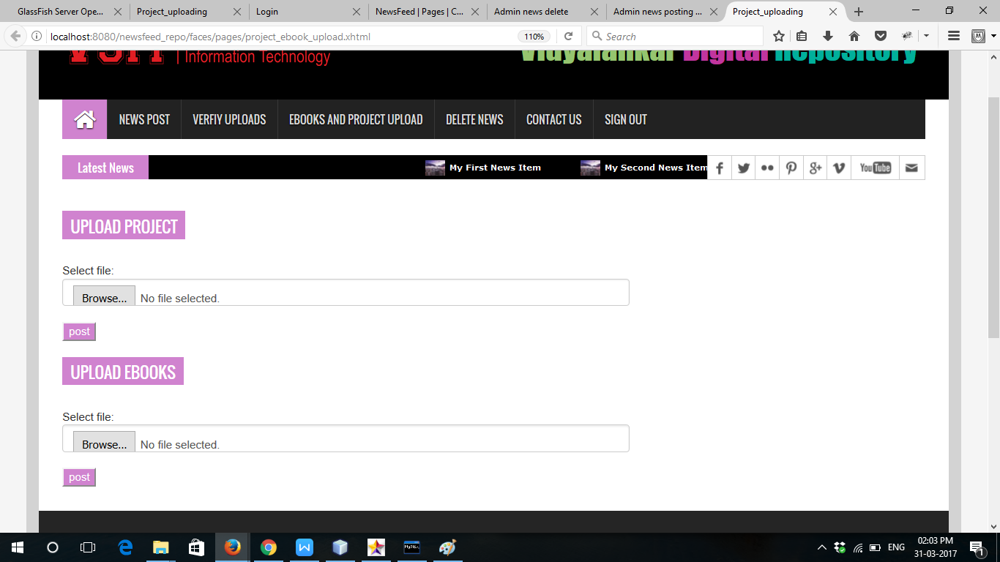 GlassFish Server Ope... Project_uploading Login NewsFeed | Pages | C... Admin news delete Admin news posting ... Project_uploading
localhost:8080/newsfeed_repo/faces/pages/project_ebook_upload.xhtml 110% Search
VSIT | Information Technology Vidyalankar Digital Repository
NEWS POST VERFIY UPLOADS EBOOKS AND PROJECT UPLOAD DELETE NEWS CONTACT US SIGN OUT
Latest News My First News Item My Second News Item You Tube
UPLOAD PROJECT
Select file:
Browse... No file selected.
post
UPLOAD EBOOKS
Select file:
Browse... No file selected.
post
ENG 02:03 PM
31-03-2017